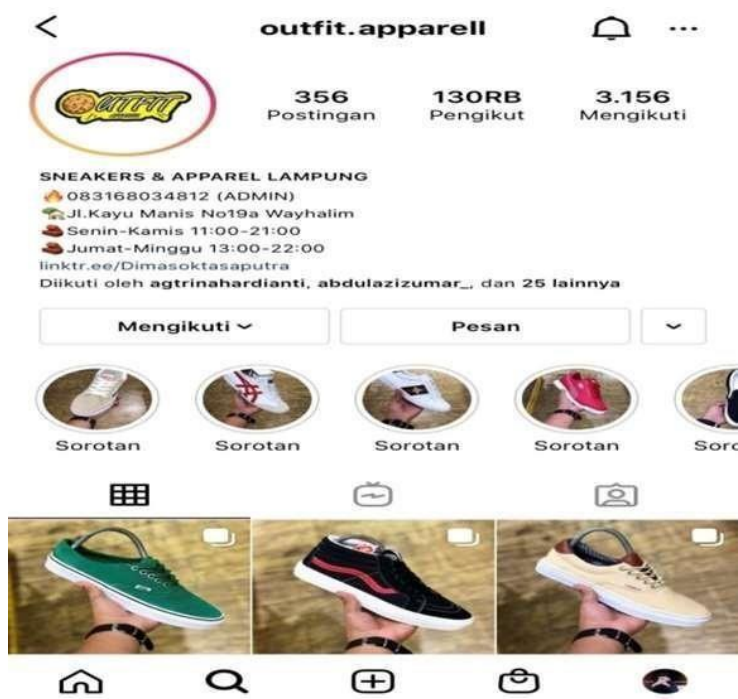 outfit.apparell
OUTFIT
356 130RB 3.156
Postingan Pengikut Mengikuti
SNEAKERS & APPAREL LAMPUNG
083168034812 (ADMIN)
Jl.Kayu Manis No19a Wayhalim
Senin-Kamis 11:00-21:00
Jumat-Minggu 13:00-22:00
linktr.ee/Dimasoktasaputra
Diikuti oleh agtrinahardianti, abdulazizumar_, dan 25 lainnya
Mengikuti Pesan
Sorotan Sorotan Sorotan Sorotan Soro